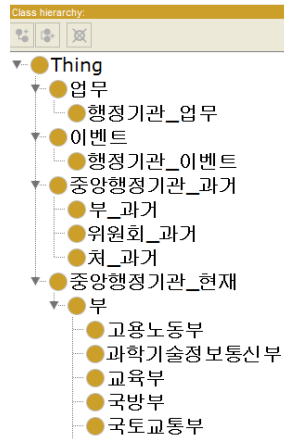 Class hierarchy:
Thing
업무
행정기관_업무
이벤트
행정기관_이벤트
중앙행정기관_과거
부_과거
위원회_과거
처_과거
중앙행정기관_현재
부
고용노동부
과학기술정보통신부
교육부
국방부
국토교통부